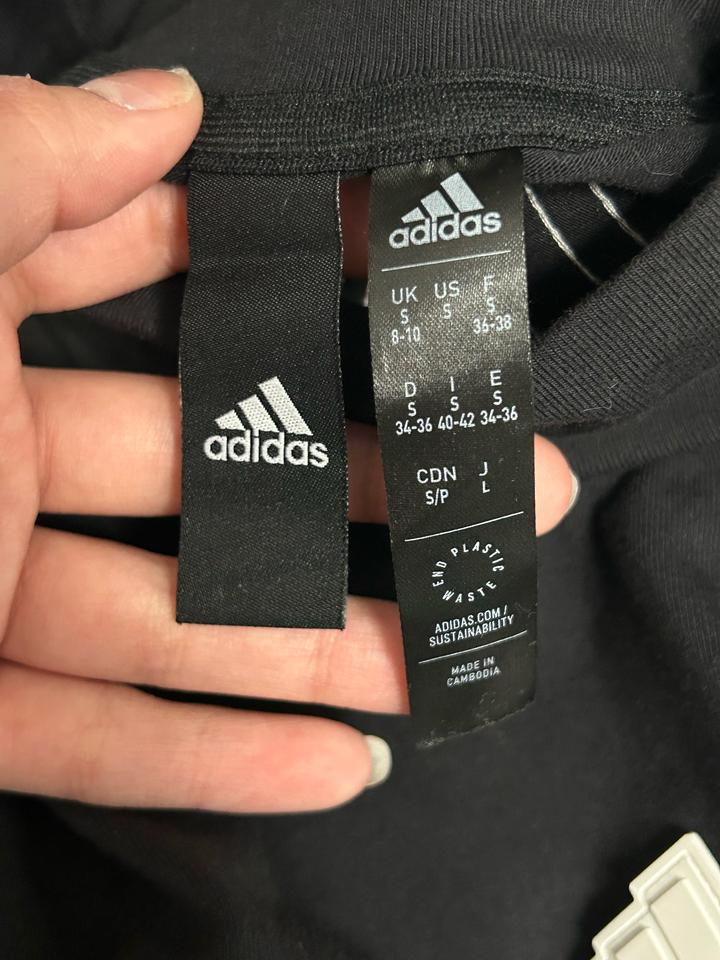 adidas
adidas
UK US F
S S S
8-10 36-38
D I E
S S S
34-36 40-42 34-36
CDN J
S/P L
END PLASTIC WASTE
ADIDAS.COM/
SUSTAINABILITY
MADE IN
CAMBODIA